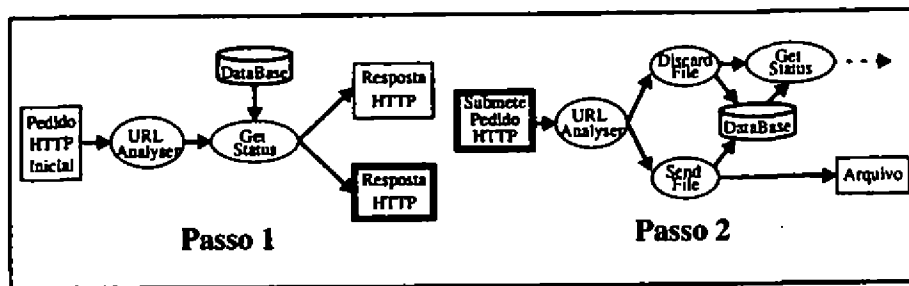 DataBase
Pedido
HTTP
Inicial
URL
Analyser
Get
Status
Resposta
HTTP
Resposta
HTTP
Passo 1
Submete
Pedido
HTTP
URL
Analyser
Discard
File
Get
Status
DataBase
Send
File
Arquivo
Passo 2